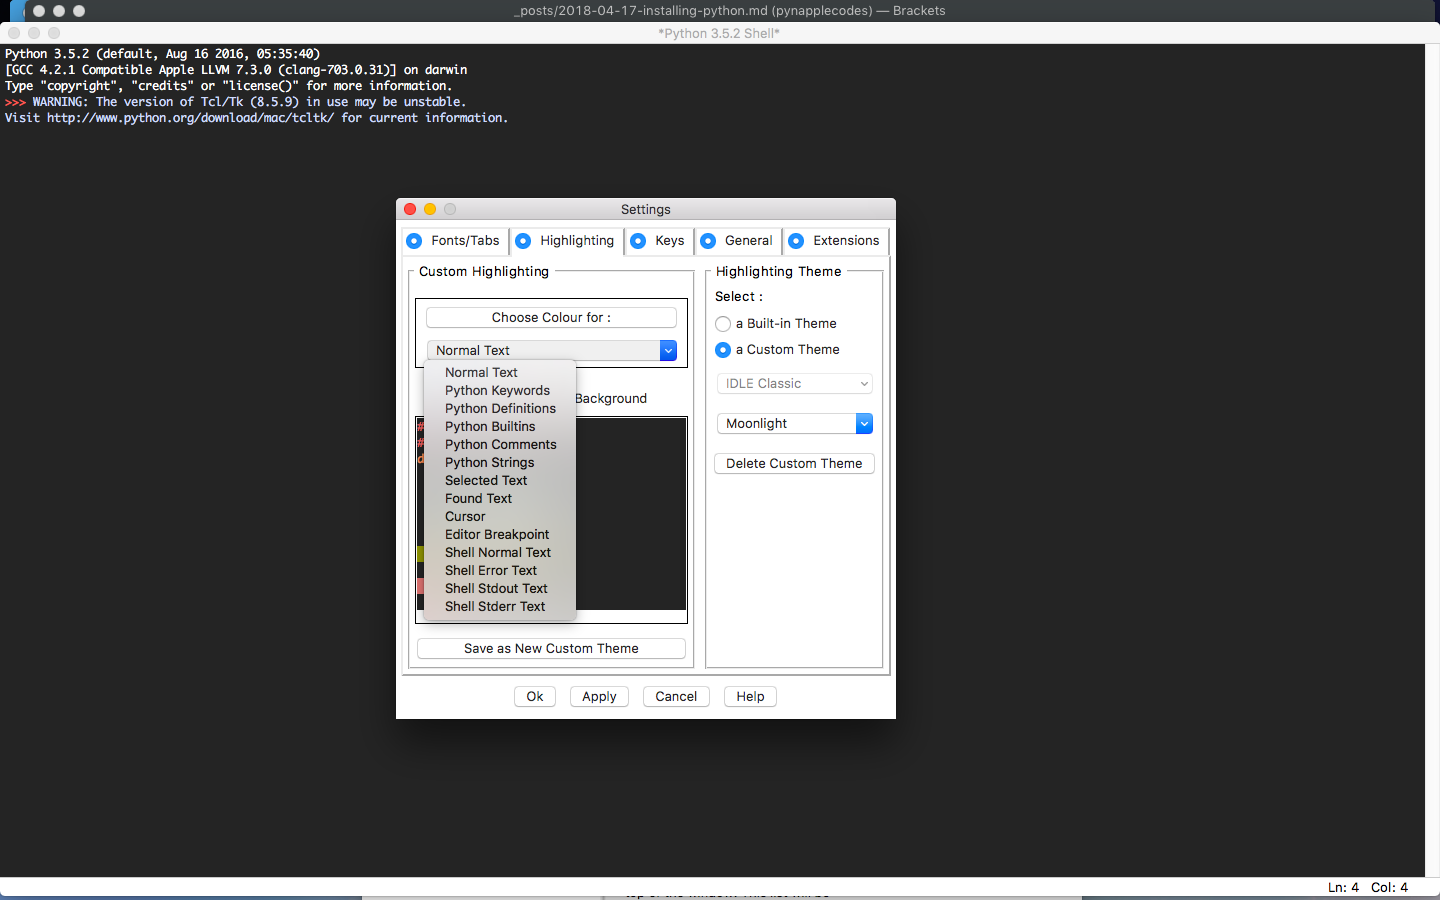 _posts/2018-04-17-installing-python.md (pynapplecodes) — Brackets
*Python 3.5.2 Shell*
Python 3.5.2 (default, Aug 16 2016, 05:35:40)
[GCC 4.2.1 Compatible Apple LLVM 7.3.0 (clang-703.0.31)] on darwin
Type "copyright", "credits" or "license()" for more information.
>>> WARNING: The version of Tcl/Tk (8.5.9) in use may be unstable.
Visit http://www.python.org/download/mac/tcltk/ for current information.
Settings
Fonts/Tabs Highlighting Keys General Extensions
Custom Highlighting
Choose Colour for :
Normal Text
Normal Text
Python Keywords
Python Definitions
Python Builtins
Python Comments
Python Strings
Selected Text
Found Text
Cursor
Editor Breakpoint
Shell Normal Text
Shell Error Text
Shell Stdout Text
Shell Stderr Text
Background
#
#
d
Save as New Custom Theme
Highlighting Theme
Select :
a Built-in Theme
a Custom Theme
IDLE Classic
Moonlight
Delete Custom Theme
Ok Apply Cancel Help
Ln: 4 Col: 4